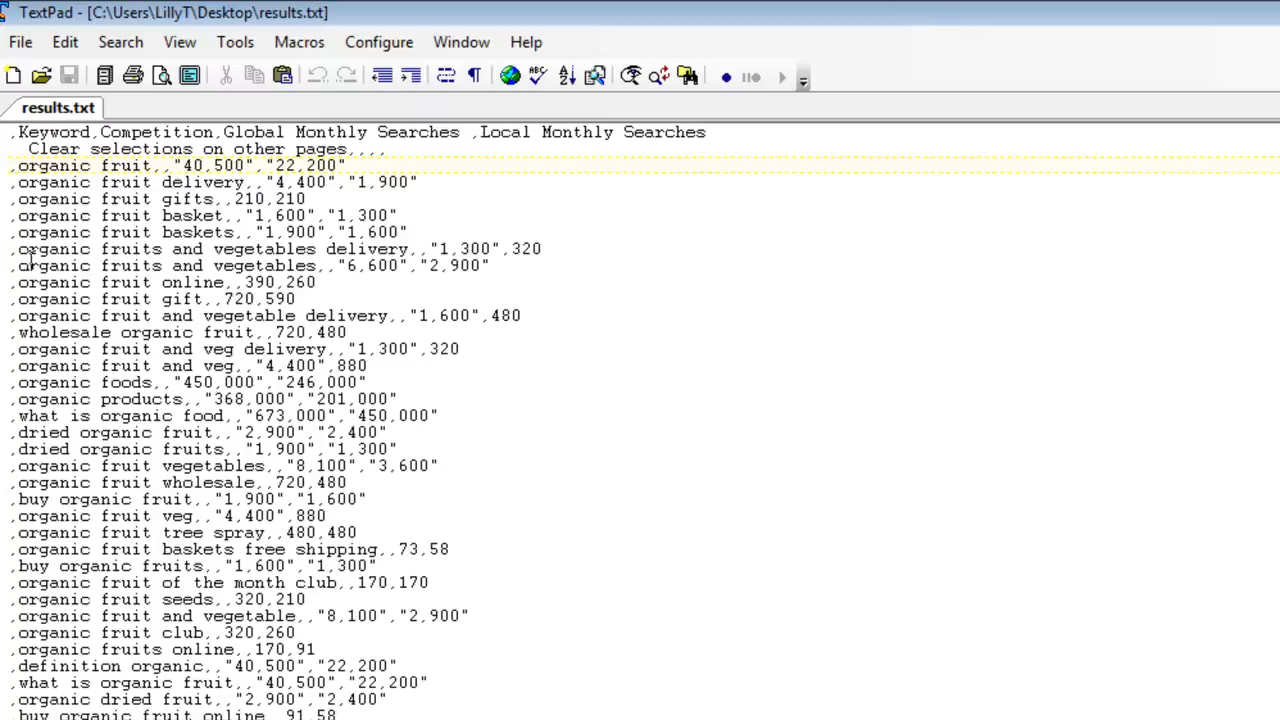 TextPad - [C:\Users\LillyT\Desktop\results.txt]
File Edit Search View Tools Macros Configure Window Help
results.txt
,Keyword,Competition,Global Monthly Searches ,Local Monthly Searches
Clear selections on other pages,,,,
,organic fruit,,"40,500","22,200"
,organic fruit delivery,,"4,400","1,900"
,organic fruit gifts,,210,210
,organic fruit basket,,"1,600","1,300"
,organic fruit baskets,,"1,900","1,600"
,organic fruits and vegetables delivery,,"1,300",320
,organic fruits and vegetables,,"6,600","2,900"
,organic fruit online,,390,260
,organic fruit gift,,720,590
,organic fruit and vegetable delivery,,"1,600",480
,wholesale organic fruit,,720,480
,organic fruit and veg delivery,,"1,300",320
,organic fruit and veg,,"4,400",880
,organic foods,,"450,000","246,000"
,organic products,,"368,000","201,000"
,what is organic food,,"673,000","450,000"
,dried organic fruit,,"2,900","2,400"
,dried organic fruits,,"1,900","1,300"
,organic fruit vegetables,,"8,100","3,600"
,organic fruit wholesale,,720,480
,buy organic fruit,,"1,900","1,600"
,organic fruit veg,,"4,400",880
,organic fruit tree spray,,480,480
,organic fruit baskets free shipping,,73,58
,buy organic fruits,,"1,600","1,300"
,organic fruit of the month club,,170,170
,organic fruit seeds,,320,210
,organic fruit and vegetable,,"8,100","2,900"
,organic fruit club,,320,260
,organic fruits online,,170,91
,definition organic,,"40,500","22,200"
,what is organic fruit,,"40,500","22,200"
,organic dried fruit,,"2,900","2,400"
,buy organic fruit online,,91,58